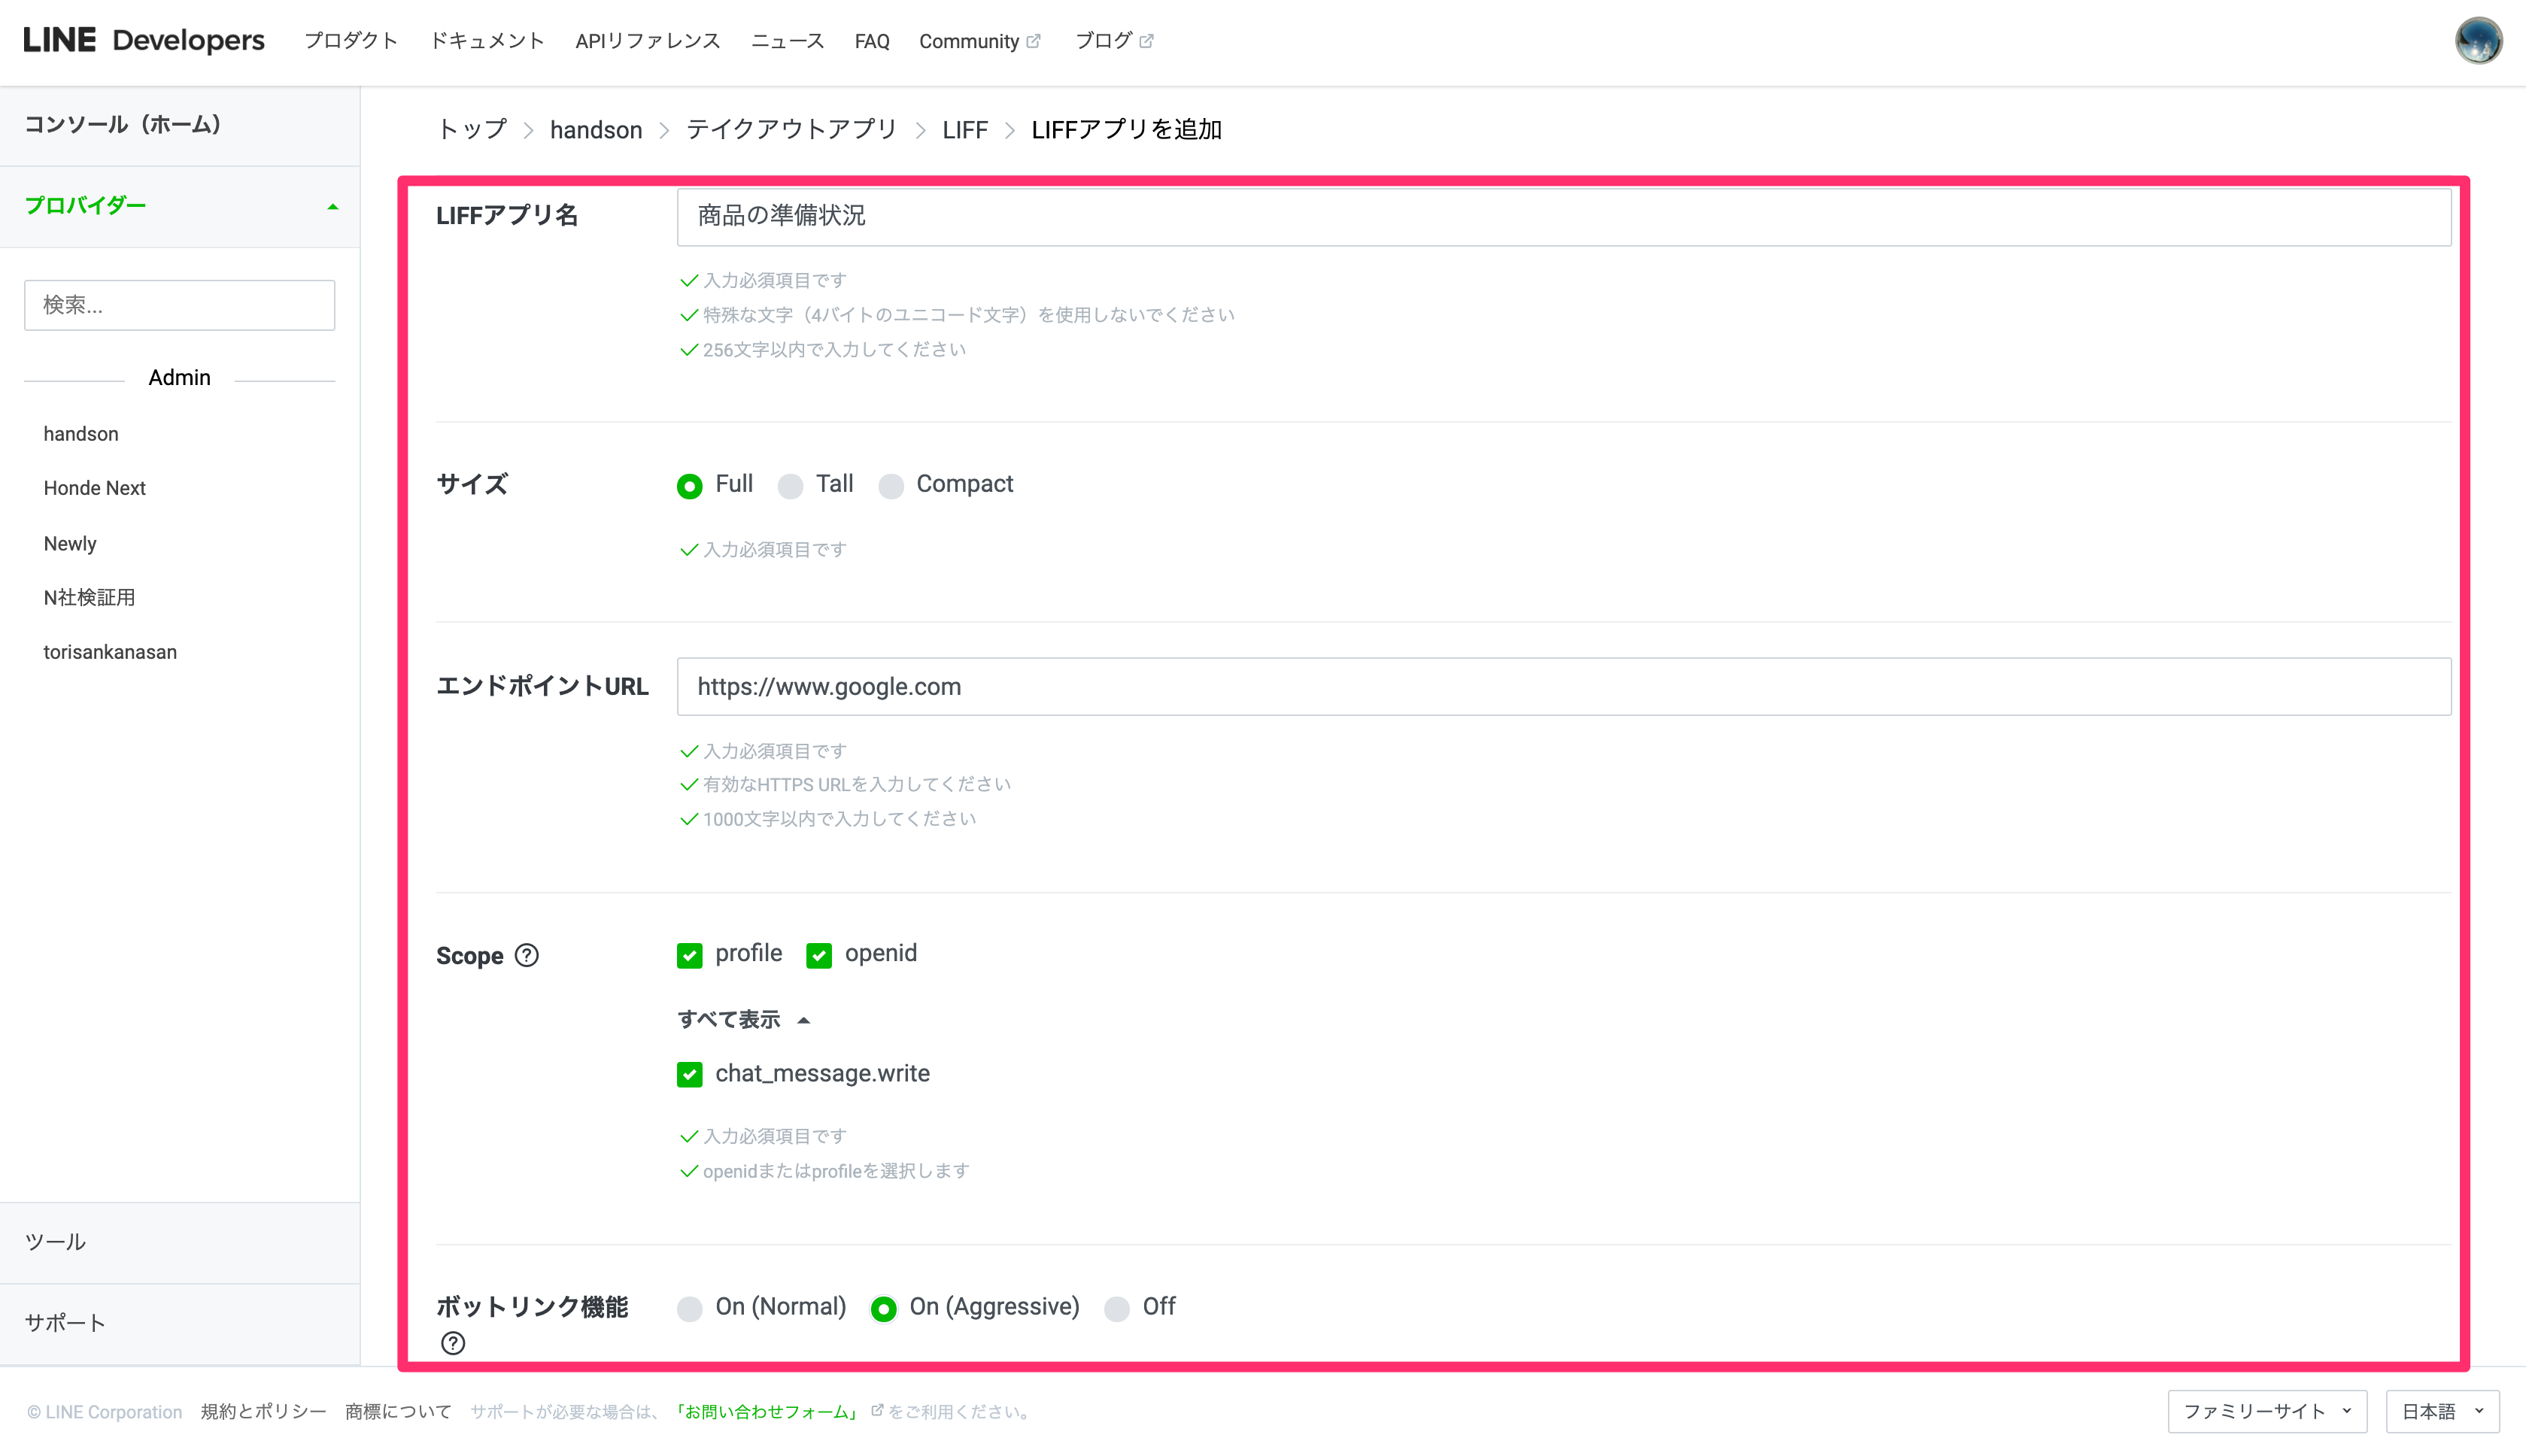 LINE Developers プロダクト ドキュメント APIリファレンス ニュース FAQ Community ブログ
コンソール（ホーム）
プロバイダー
検索...
Admin
handson
Honde Next
Newly
N社検証用
torisankanasan
ツール
サポート
トップ > handson > テイクアウトアプリ > LIFF > LIFFアプリを追加
LIFFアプリ名 商品の準備状況
入力必須項目です
特殊な文字（4バイトのユニコード文字）を使用しないでください
256文字以内で入力してください
サイズ Full Tall Compact
入力必須項目です
エンドポイントURL https://www.google.com
入力必須項目です
有効なHTTPS URLを入力してください
1000文字以内で入力してください
Scope ? profile openid
すべて表示
chat_message.write
入力必須項目です
openidまたはprofileを選択します
ボットリンク機能 On (Normal) On (Aggressive) Off
?
© LINE Corporation 規約とポリシー 商標について サポートが必要な場合は、「お問い合わせフォーム」をご利用ください。 ファミリーサイト 日本語